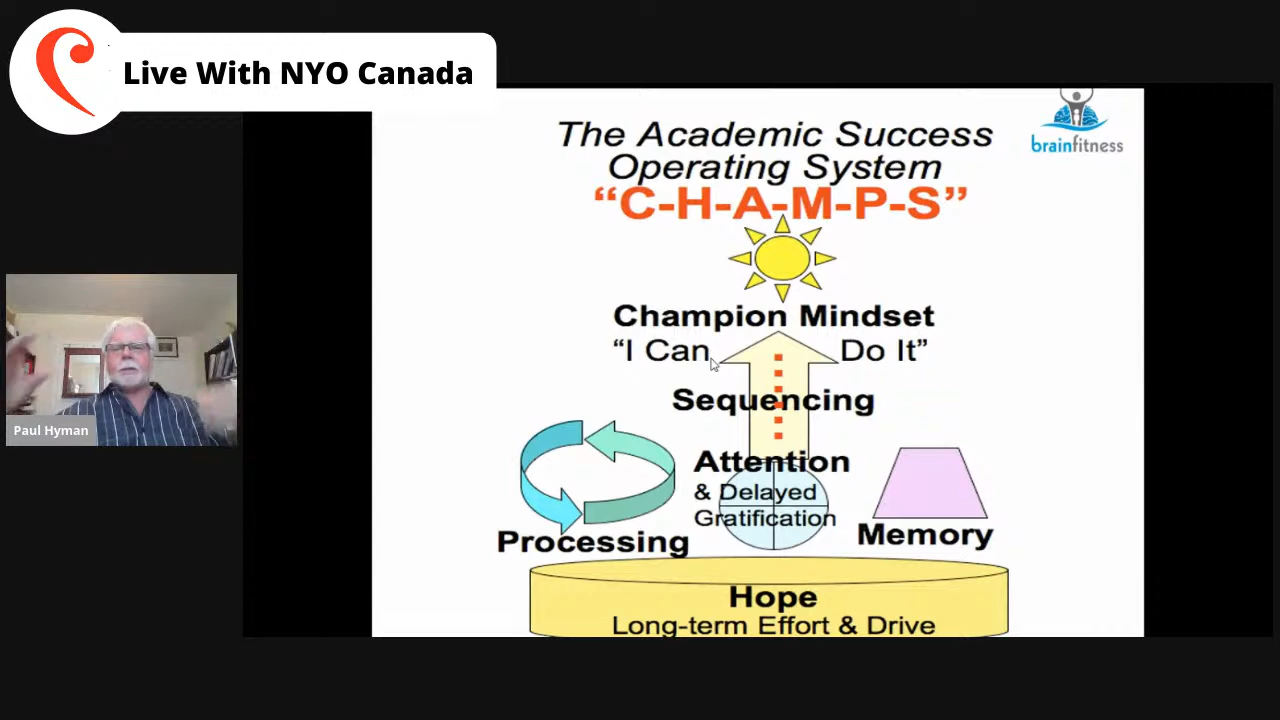 Live With NYO Canada
brainfitness
The Academic Success
Operating System
“C-H-A-M-P-S”
Champion Mindset
“I Can Do It”
Sequencing
Attention
& Delayed
Gratification
Processing
Memory
Hope
Long-term Effort & Drive
Paul Hyman